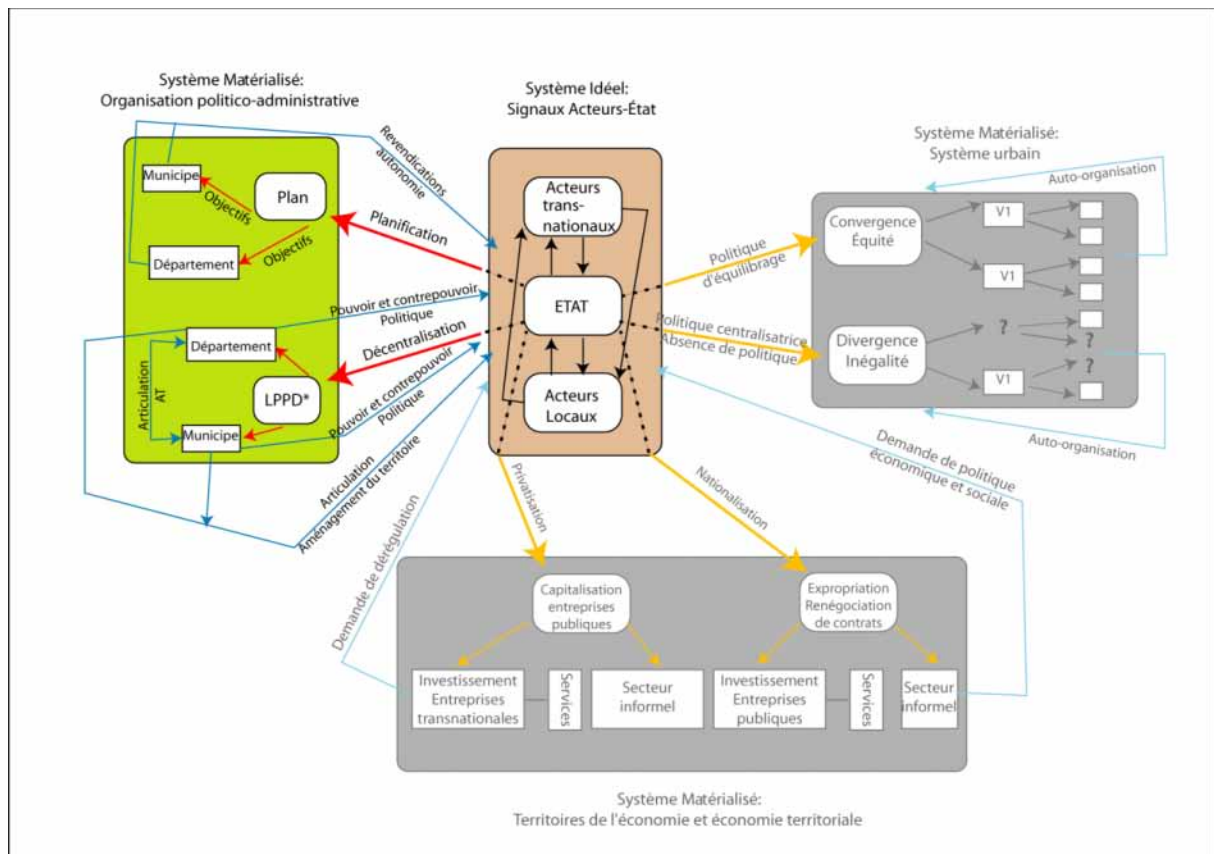 Système Matérialisé:
Organisation politico-administrative
Système Idéel:
Signaux Acteurs-État
Système Matérialisé:
Système urbain
Municipe
Plan
Objectifs
Objectifs
Département
Département
LPPD*
Municipe
Articulation
AT
Revendications
autonomie
Planification
Pouvoir et contrepouvoir
Politique
Décentralisation
Pouvoir et contrepouvoir
Politique
Articulation
Aménagement du territoire
Demande de dérégulation
Acteurs
trans-
nationaux
ETAT
Acteurs
Locaux
Politique
d'équilibrage
Politique centralisatrice
Absence de politique
Convergence
Équité
V1
V1
Auto-organisation
Divergence
Inégalité
?
?
?
V1
Auto-organisation
Demande de politique
économique et sociale
Privatisation
Nationalisation
Capitalisation
entreprises
publiques
Expropriation
Renégociation
de contrats
Investissement
Entreprises
transnationales
Services
Secteur
informel
Investissement
Entreprises
publiques
Services
Secteur
informel
Système Matérialisé:
Territoires de l'économie et économie territoriale